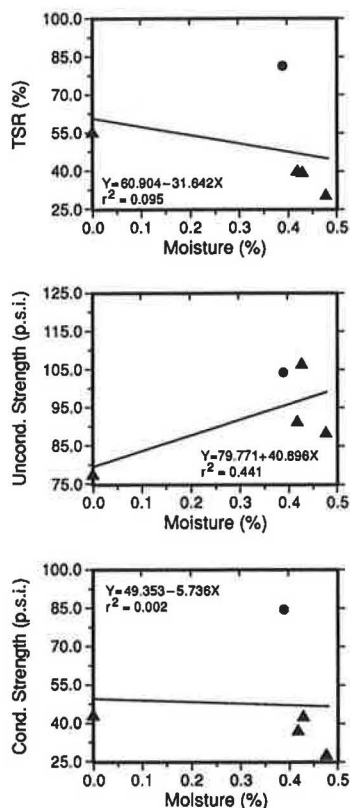 100.0
85.0
70.0
55.0
40.0
25.0
TSR (%)
Y=60.904−31.642X
r² = 0.095
0.0 0.1 0.2 0.3 0.4 0.5
Moisture (%)
125.0
115.0
105.0
95.0
85.0
75.0
Uncond. Strength (p.s.i.)
Y=79.771+40.896X
r² = 0.441
0.0 0.1 0.2 0.3 0.4 0.5
Moisture (%)
100.0
85.0
70.0
55.0
40.0
25.0
Cond. Strength (p.s.i.)
Y=49.353−5.736X
r² = 0.002
0.0 0.1 0.2 0.3 0.4 0.5
Moisture (%)